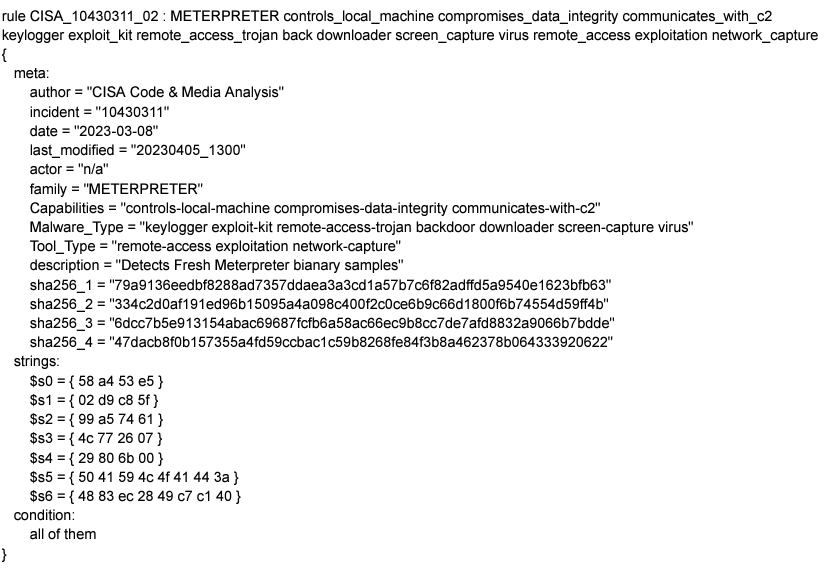 rule CISA_10430311_02 : METERPRETER controls_local_machine compromises_data_integrity communicates_with_c2
keylogger exploit_kit remote_access_trojan back downloader screen_capture virus remote_access exploitation network_capture
{
meta:
author = "CISA Code & Media Analysis"
incident = "10430311"
date = "2023-03-08"
last_modified = "20230405_1300"
actor = "n/a"
family = "METERPRETER"
Capabilities = "controls-local-machine compromises-data-integrity communicates-with-c2"
Malware_Type = "keylogger exploit-kit remote-access-trojan backdoor downloader screen-capture virus"
Tool_Type = "remote-access exploitation network-capture"
description = "Detects Fresh Meterpreter bianary samples"
sha256_1 = "79a9136eedbf8288ad7357ddaea3a3cd1a57b7c6f82adffd5a9540e1623bfb63"
sha256_2 = "334c2d0af191ed96b15095a4a098c400f2c0ce6b9c66d1800f6b74554d59ff4b"
sha256_3 = "6dcc7b5e913154abac69687fcfb6a58ac66ec9b8cc7de7afd8832a9066b7bdde"
sha256_4 = "47dacb8f0b157355a4fd59ccbac1c59b8268fe84f3b8a462378b064333920622"
strings:
$s0 = { 58 a4 53 e5 }
$s1 = { 02 d9 c8 5f }
$s2 = { 99 a5 74 61 }
$s3 = { 4c 77 26 07 }
$s4 = { 29 80 6b 00 }
$s5 = { 50 41 59 4c 4f 41 44 3a }
$s6 = { 48 83 ec 28 49 c7 c1 40 }
condition:
all of them
}